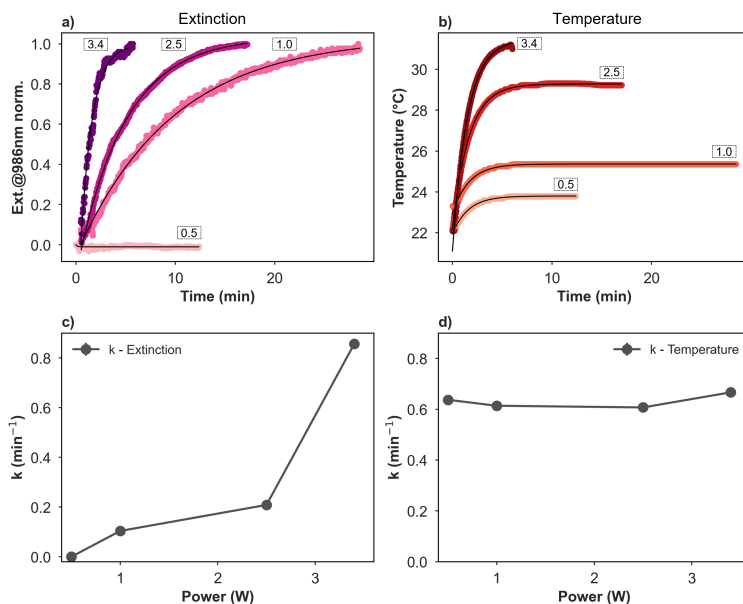 a) Extinction
3.4 2.5 1.0
0.5
1.0
0.8
0.6
0.4
0.2
0.0
Ext.@986nm norm.
0 10 20
Time (min)
b) Temperature
3.4
2.5
1.0
0.5
30
28
26
24
22
Temperature (°C)
0 10 20
Time (min)
c)
k - Extinction
0.8
0.6
0.4
0.2
0.0
k (min⁻¹)
1 2 3
Power (W)
d)
k - Temperature
0.8
0.6
0.4
0.2
0.0
k (min⁻¹)
1 2 3
Power (W)